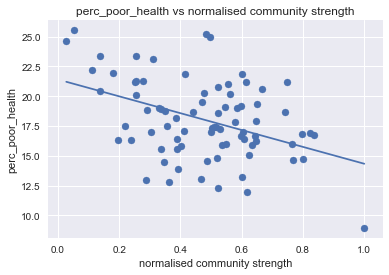 perc_poor_health vs normalised community strength
perc_poor_health
25.0
22.5
20.0
17.5
15.0
12.5
10.0
0.0 0.2 0.4 0.6 0.8 1.0
normalised community strength